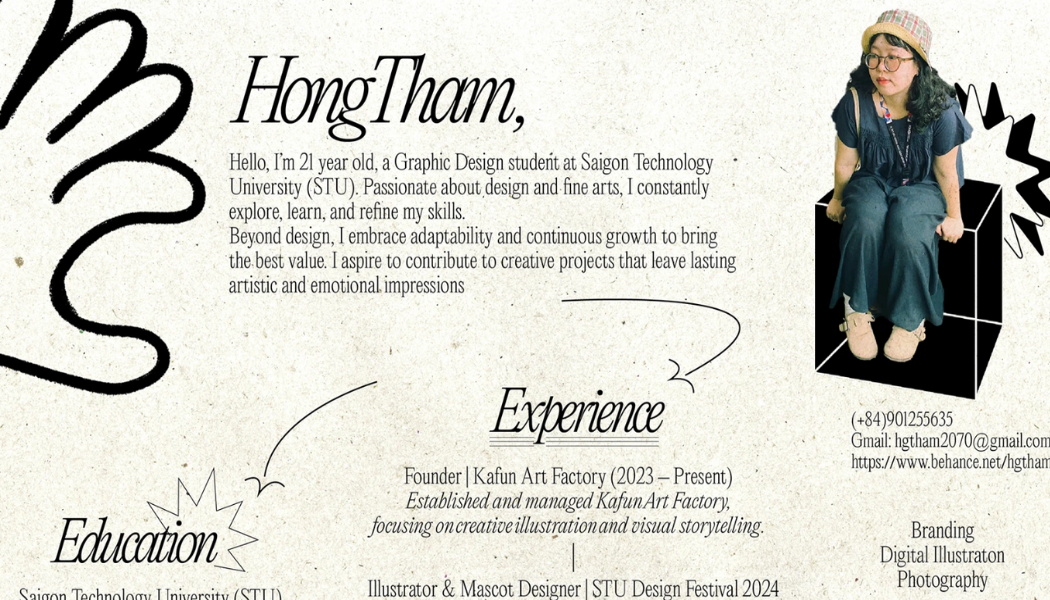 HongTham,
Hello, I'm 21 year old, a Graphic Design student at Saigon Technology
University (STU). Passionate about design and fine arts, I constantly
explore, learn, and refine my skills.
Beyond design, I embrace adaptability and continuous growth to bring
the best value. I aspire to contribute to creative projects that leave lasting
artistic and emotional impressions
Experience
Founder | Kafun Art Factory (2023 – Present)
Established and managed Kafun Art Factory,
focusing on creative illustration and visual storytelling.
Illustrator & Mascot Designer | STU Design Festival 2024
Education
Saigon Technology University (STU)
(+84)901255635
Gmail: hgtham2070@gmail.com
https://www.behance.net/hgtham
Branding
Digital Illustraton
Photography